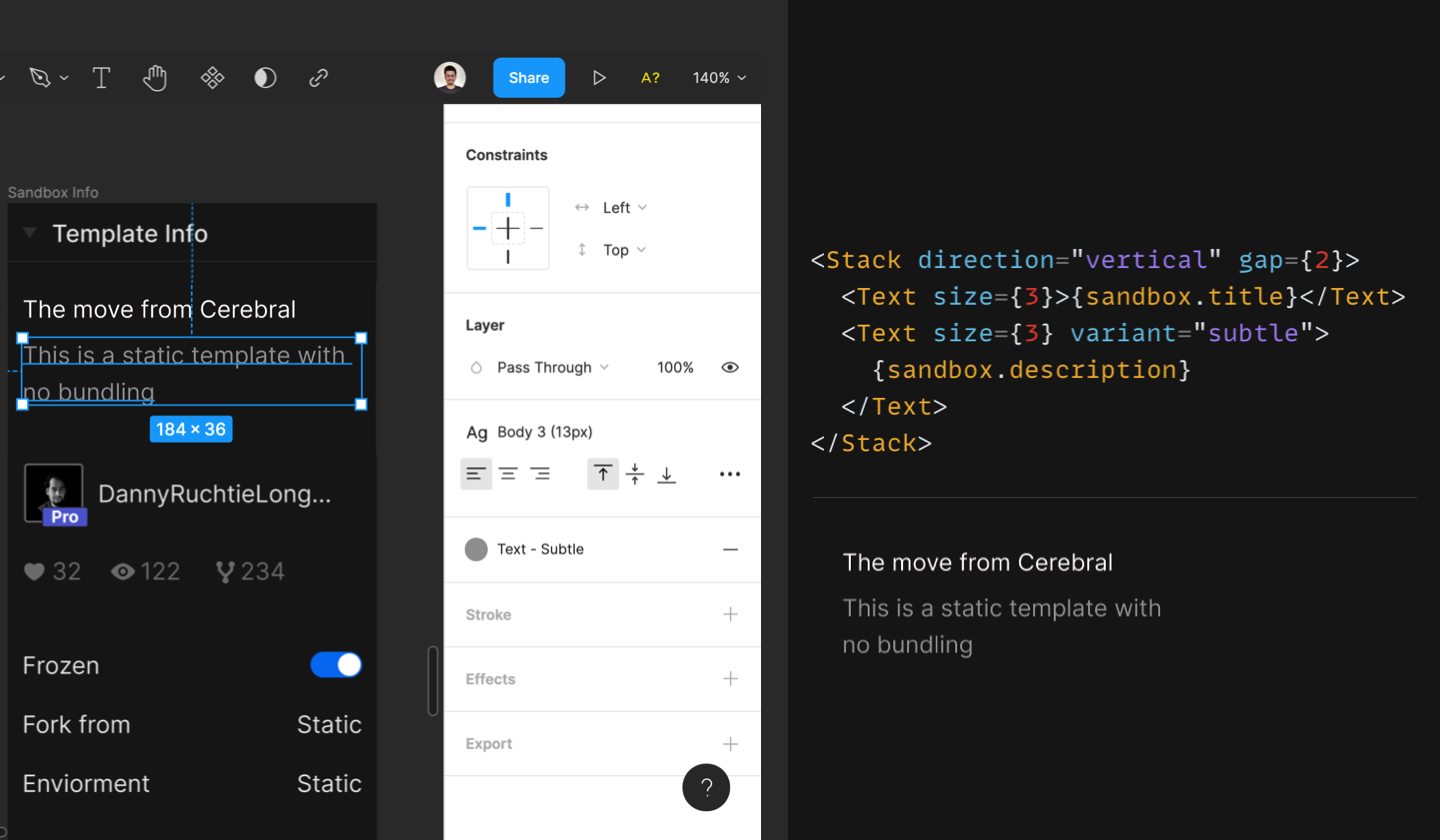 Share
A?
140%
Sandbox Info
Template Info
The move from Cerebral
This is a static template with
no bundling
184 × 36
DannyRuchtieLong...
Pro
32 122 234
Frozen
Fork from Static
Enviorment Static
Constraints
Left
Top
Layer
Pass Through 100%
Ag Body 3 (13px)
Text - Subtle
Stroke
Effects
Export
?
<Stack direction="vertical" gap={2}>
<Text size={3}>{sandbox.title}</Text>
<Text size={3} variant="subtle">
{sandbox.description}
</Text>
</Stack>
The move from Cerebral
This is a static template with
no bundling